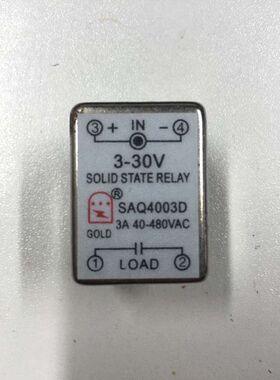 ③ + IN - ④
3-30V
SOLID STATE RELAY
® SAQ4003D
GOLD 3A 40-480VAC
① LOAD ②